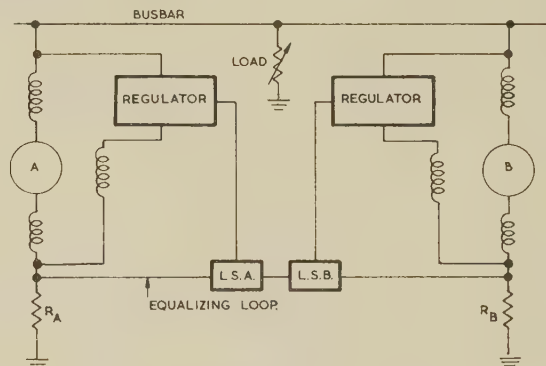 BUSBAR
LOAD
REGULATOR
REGULATOR
A
B
L.S.A.
L.S.B.
EQUALIZING LOOP.
RA
RB